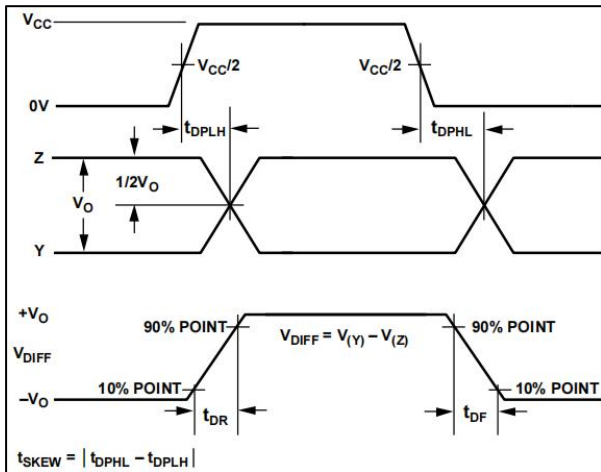 VCC
VCC/2
VCC/2
0V
tDPLH
tDPHL
Z
1/2VO
VO
Y
+VO
90% POINT
VDIFF = V(Y) – V(Z)
90% POINT
VDIFF
10% POINT
10% POINT
–VO
tDR
tDF
tSKEW = | tDPHL – tDPLH |